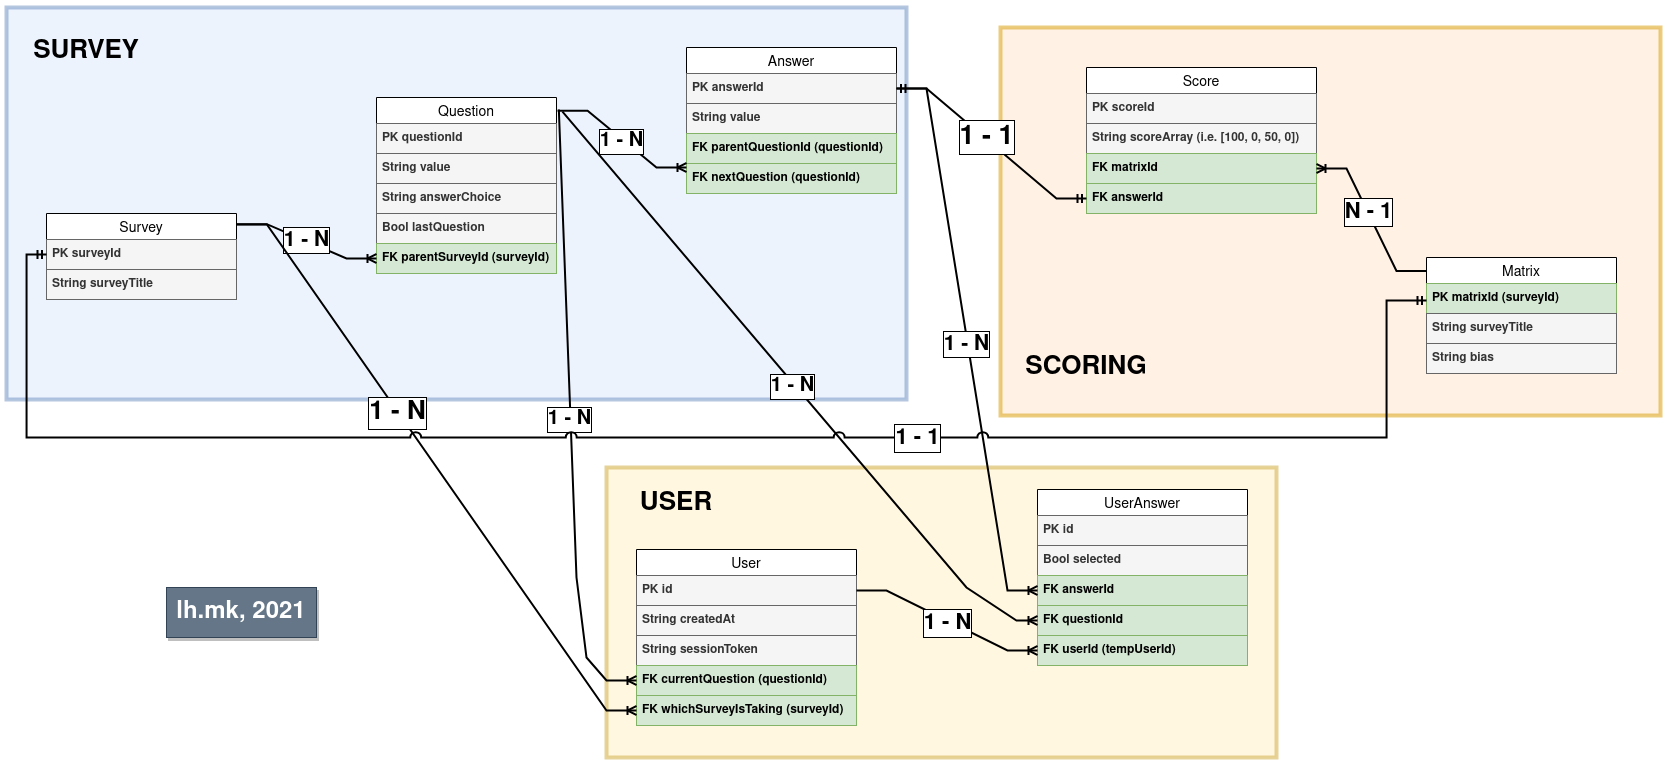 SURVEY
Survey
PK surveyId
String surveyTitle
1 - N
Question
PK questionId
String value
String answerChoice
Bool lastQuestion
FK parentSurveyId (surveyId)
1 - N
Answer
PK answerId
String value
FK parentQuestionId (questionId)
FK nextQuestion (questionId)
1 - 1
Score
PK scoreId
String scoreArray (i.e. [100, 0, 50, 0])
FK matrixId
FK answerId
N - 1
Matrix
PK matrixId (surveyId)
String surveyTitle
String bias
SCORING
1 - N
1 - N
1 - N
1 - N
1 - 1
USER
User
PK id
String createdAt
String sessionToken
FK currentQuestion (questionId)
FK whichSurveyIsTaking (surveyId)
1 - N
UserAnswer
PK id
Bool selected
FK answerId
FK questionId
FK userId (tempUserId)
lh.mk, 2021